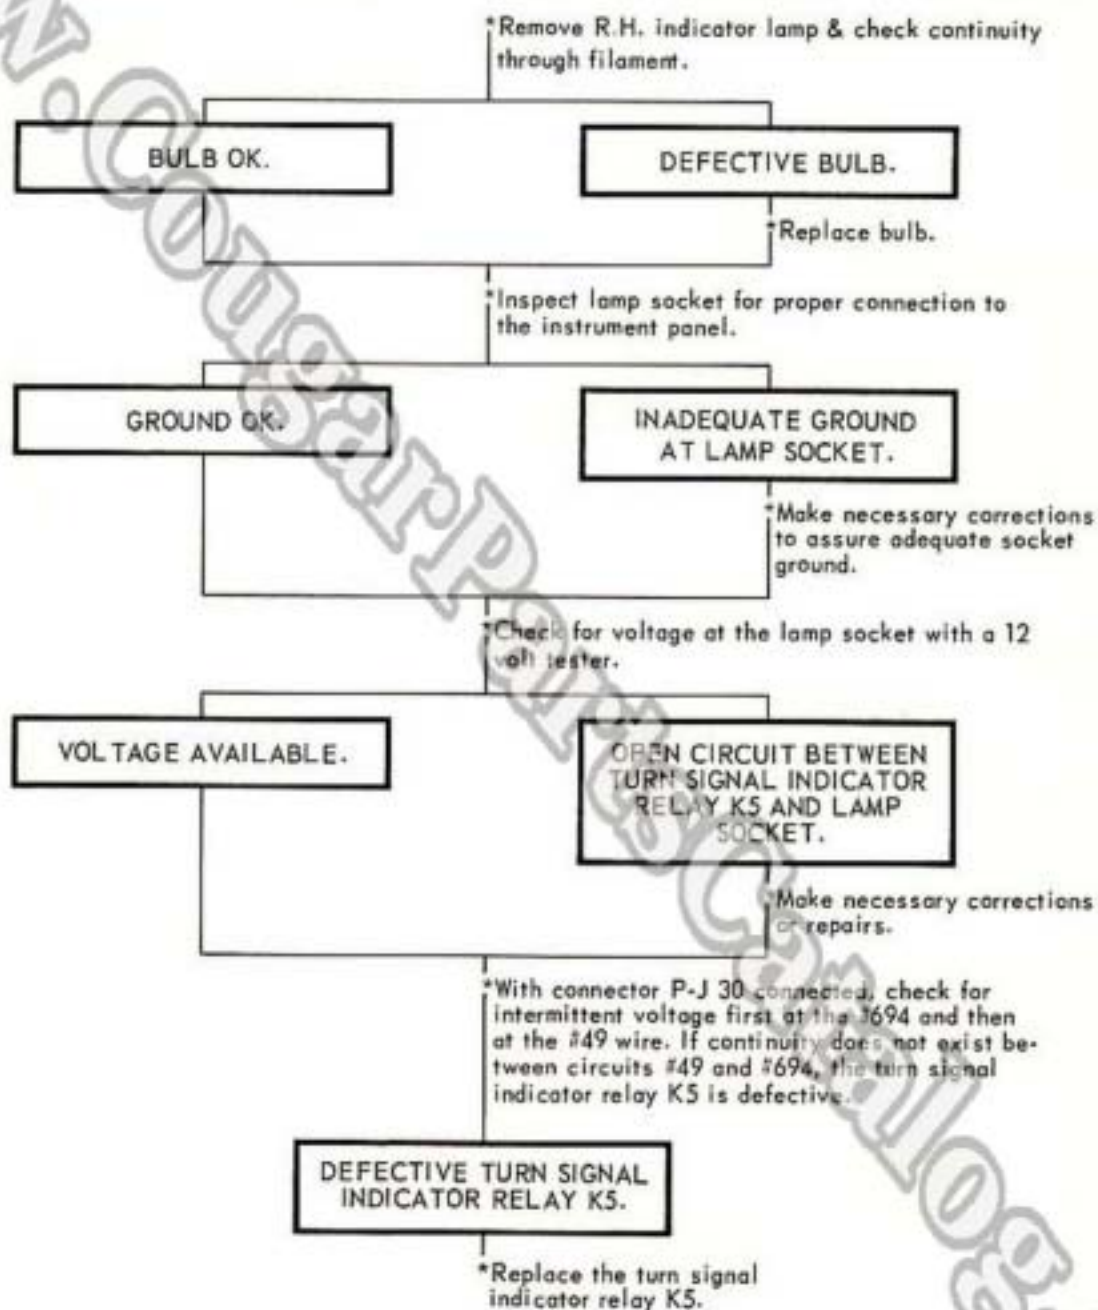 *Remove R.H. indicator lamp & check continuity
through filament.
BULB OK.
DEFECTIVE BULB.
*Replace bulb.
*Inspect lamp socket for proper connection to
the instrument panel.
GROUND OK.
INADEQUATE GROUND
AT LAMP SOCKET.
*Make necessary corrections
to assure adequate socket
ground.
*Check for voltage at the lamp socket with a 12
volt tester.
VOLTAGE AVAILABLE.
OPEN CIRCUIT BETWEEN
TURN SIGNAL INDICATOR
RELAY K5 AND LAMP
SOCKET.
*Make necessary corrections
or repairs.
*With connector P-J 30 connected, check for
intermittent voltage first at the #694 and then
at the #49 wire. If continuity does not exist be-
tween circuits #49 and #694, the turn signal
indicator relay K5 is defective.
DEFECTIVE TURN SIGNAL
INDICATOR RELAY K5.
*Replace the turn signal
indicator relay K5.
w.CougarPartsCatalog